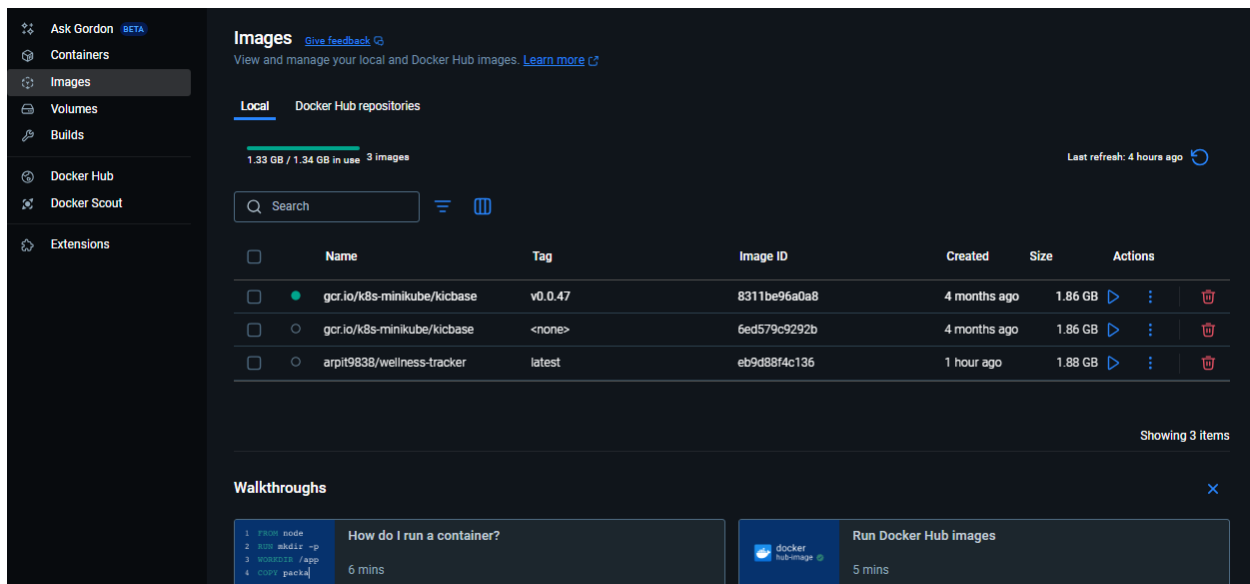 Ask Gordon BETA
Containers
Images
Volumes
Builds
Docker Hub
Docker Scout
Extensions
Images Give feedback
View and manage your local and Docker Hub images. Learn more
Local Docker Hub repositories
1.33 GB / 1.34 GB in use 3 images
Last refresh: 4 hours ago
Search
Name Tag Image ID Created Size Actions
gcr.io/k8s-minikube/kicbase v0.0.47 8311be96a0a8 4 months ago 1.86 GB
gcr.io/k8s-minikube/kicbase <none> 6ed579c9292b 4 months ago 1.86 GB
arpit9838/wellness-tracker latest eb9d88f4c136 1 hour ago 1.88 GB
Showing 3 items
Walkthroughs
1 FROM node
2 RUN mkdir -p
3 WORKDIR /app
4 COPY packa
How do I run a container?
6 mins
docker
hub-image
Run Docker Hub images
5 mins